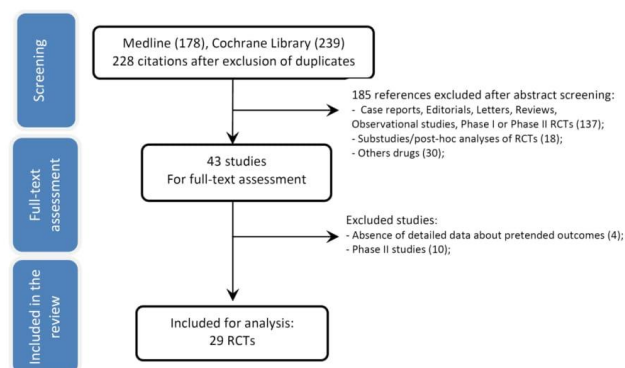 Screening
Medline (178), Cochrane Library (239)
228 citations after exclusion of duplicates
185 references excluded after abstract screening:
- Case reports, Editorials, Letters, Reviews,
Observational studies, Phase I or Phase II RCTs (137);
- Substudies/post-hoc analyses of RCTs (18);
- Others drugs (30);
Full-text
assessment
43 studies
For full-text assessment
Excluded studies:
- Absence of detailed data about pretended outcomes (4);
- Phase II studies (10);
Included in the
review
Included for analysis:
29 RCTs